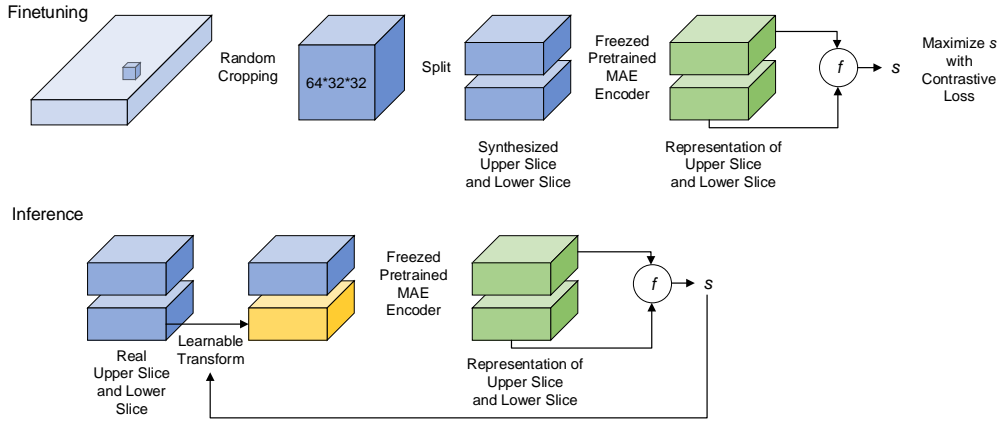 Finetuning
Random
Cropping
64*32*32
Split
Synthesized
Upper Slice
and Lower Slice
Freezed
Pretrained
MAE
Encoder
Representation of
Upper Slice
and Lower Slice
f
s
Maximize s
with
Contrastive
Loss
Inference
Real
Upper Slice
and Lower
Slice
Learnable
Transform
Freezed
Pretrained
MAE
Encoder
Representation of
Upper Slice
and Lower Slice
f
s